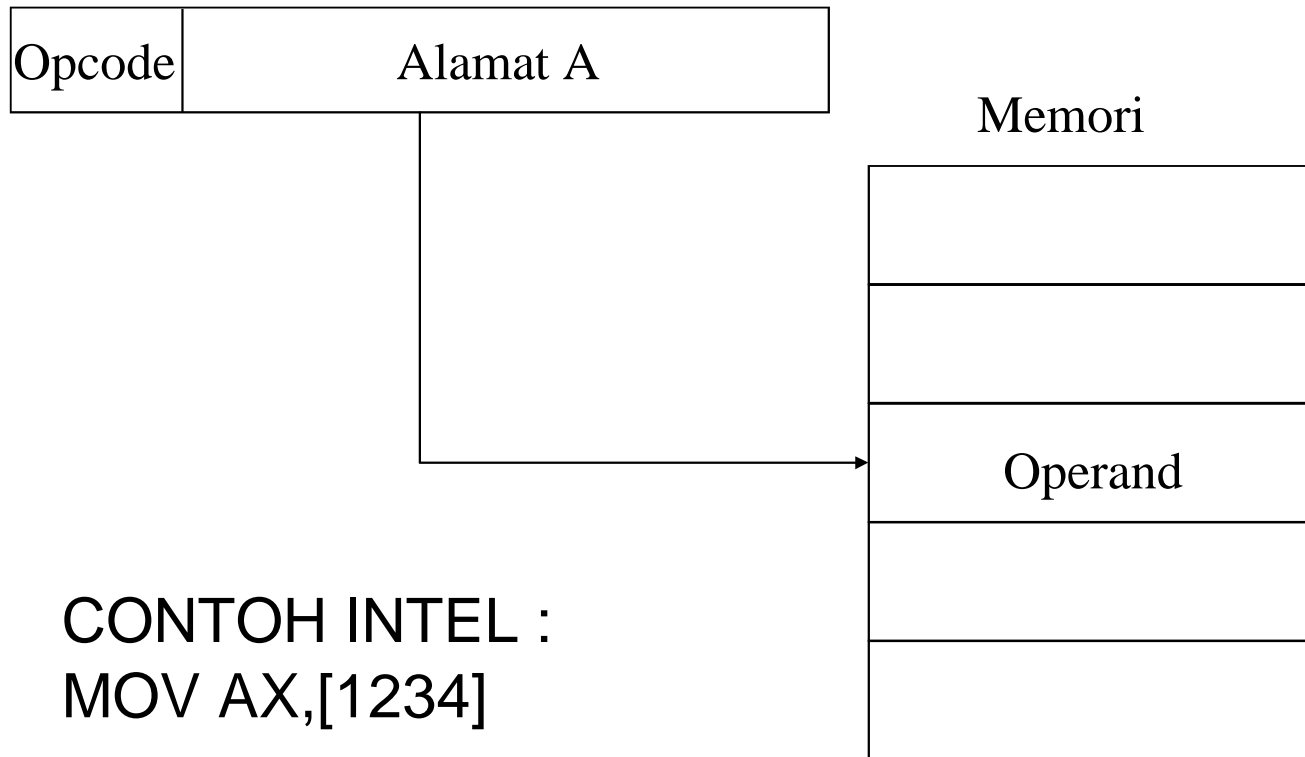 Opcode Alamat A
Memori
Operand
CONTOH INTEL :
MOV AX,[1234]